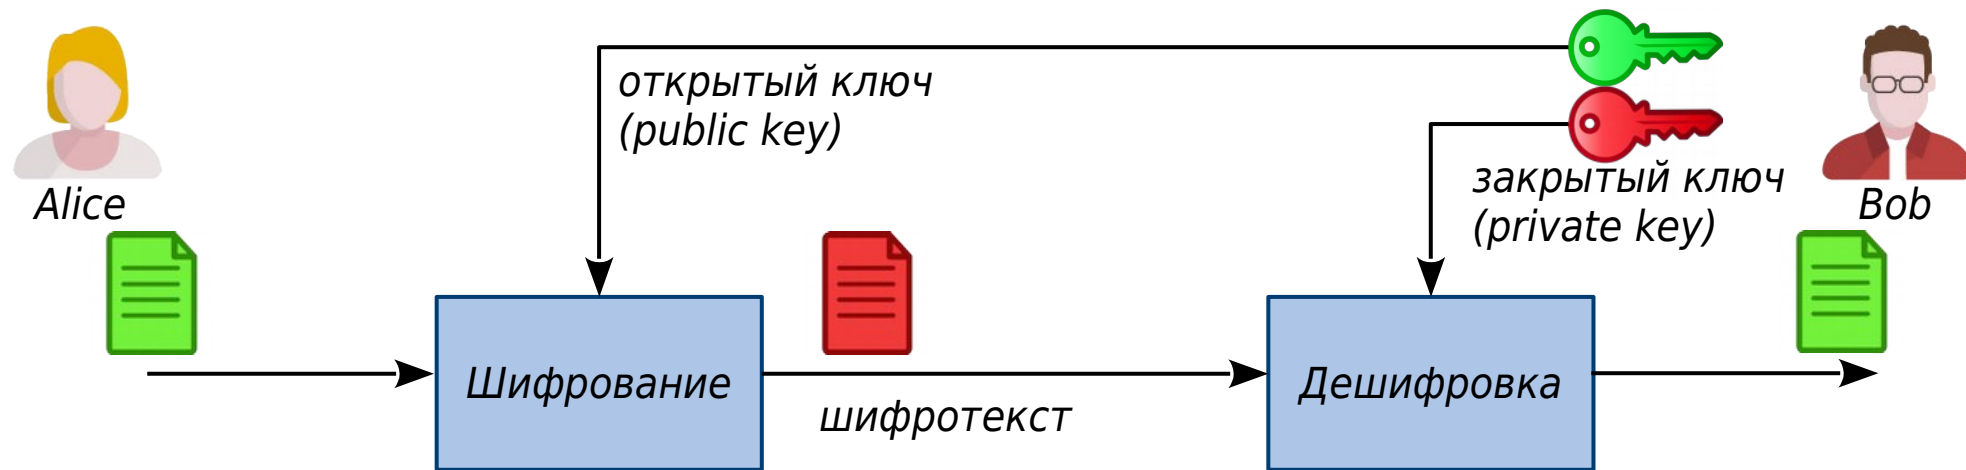 открытый ключ
(public key)
закрытый ключ
(private key)
Alice
Bob
Шифрование
шифротекст
Дешифровка